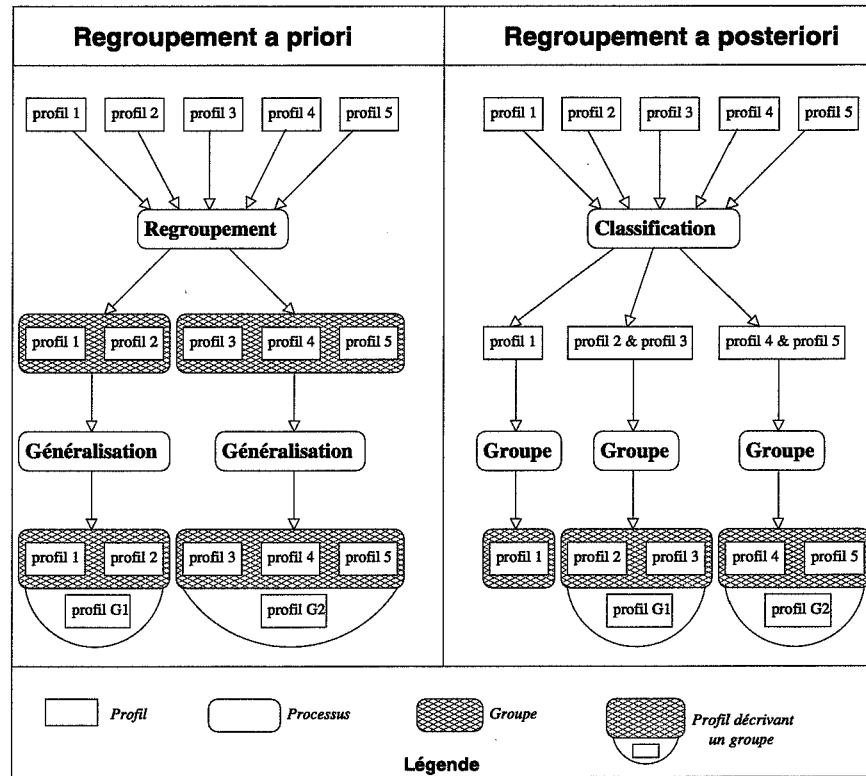 Regroupement a priori
Regroupement a posteriori
profil 1
profil 2
profil 3
profil 4
profil 5
Regroupement
profil 1
profil 2
profil 3
profil 4
profil 5
Généralisation
Généralisation
profil 1
profil 2
profil 3
profil 4
profil 5
profil G1
profil G2
profil 1
profil 2
profil 3
profil 4
profil 5
Classification
profil 1
profil 2 & profil 3
profil 4 & profil 5
Groupe
Groupe
Groupe
profil 1
profil 2
profil 3
profil 4
profil 5
profil G1
profil G2
Profil
Processus
Groupe
Profil décrivant
un groupe
Légende